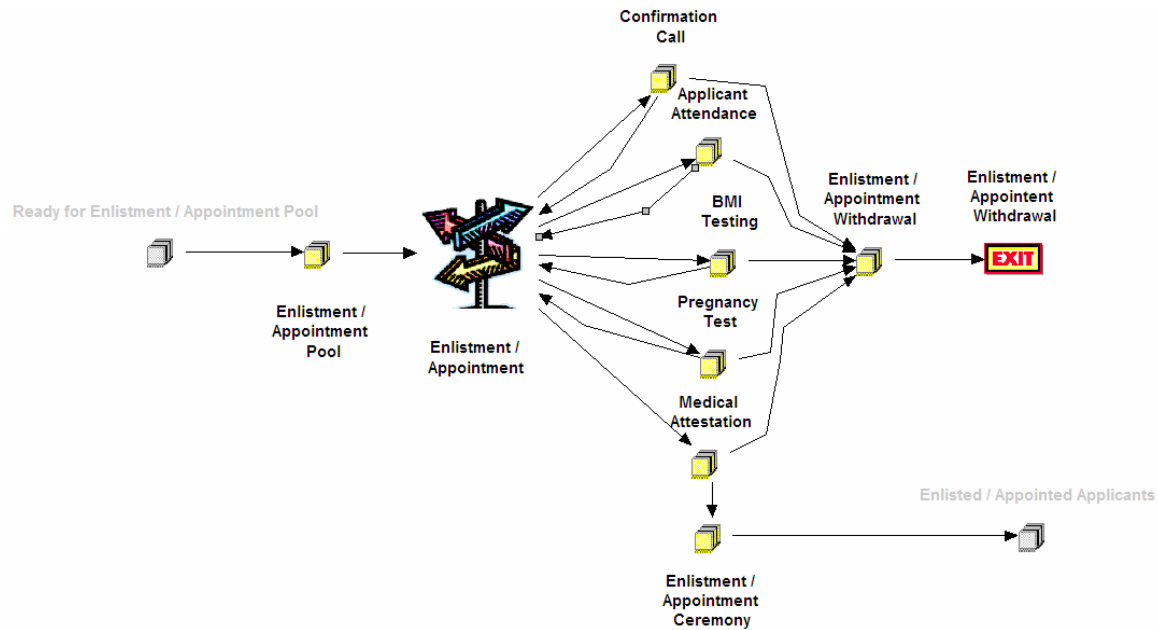 Confirmation
Call
Applicant
Attendance
Enlistment /
Appointment
Withdrawal
Enlistment /
Appointent
Withdrawal
Ready for Enlistment / Appointment Pool
BMI
Testing
EXIT
Enlistment /
Appointment
Pool
Pregnancy
Test
Enlistment /
Appointment
Medical
Attestation
Enlisted / Appointed Applicants
Enlistment /
Appointment
Ceremony